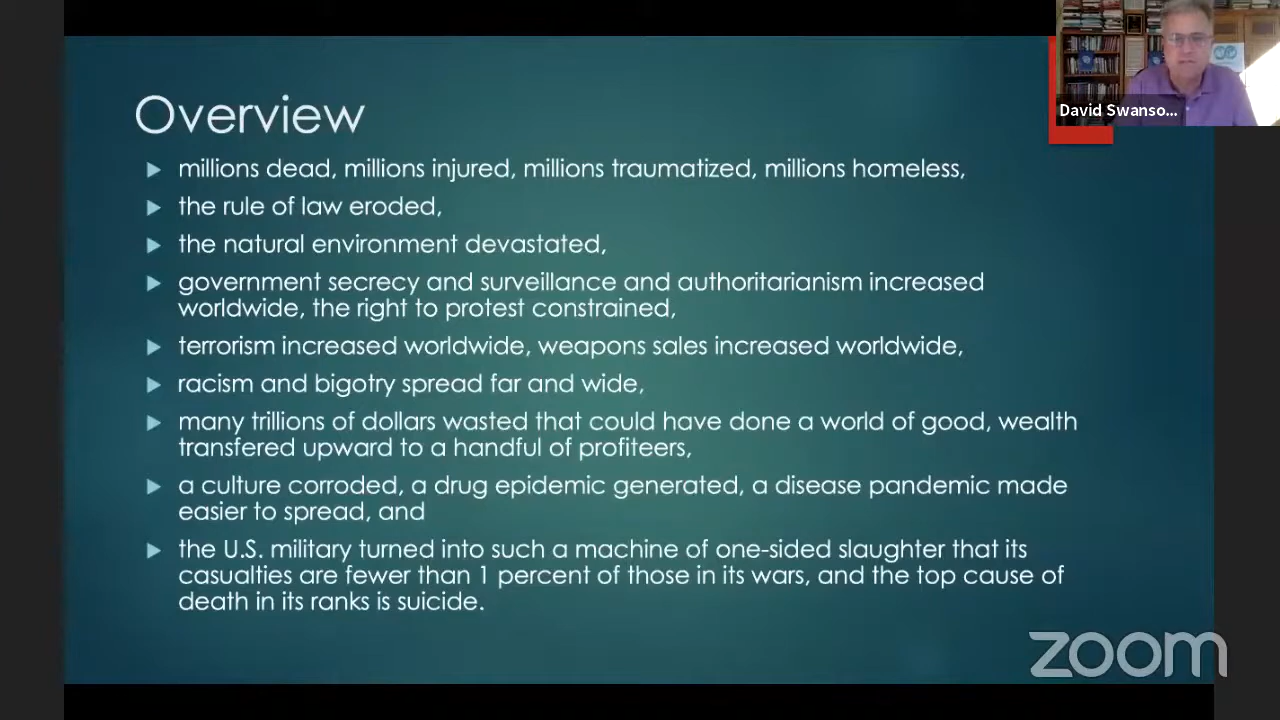 David Swanso...
Overview
millions dead, millions injured, millions traumatized, millions homeless,
the rule of law eroded,
the natural environment devastated,
government secrecy and surveillance and authoritarianism increased
worldwide, the right to protest constrained,
terrorism increased worldwide, weapons sales increased worldwide,
racism and bigotry spread far and wide,
many trillions of dollars wasted that could have done a world of good, wealth
transfered upward to a handful of profiteers,
a culture corroded, a drug epidemic generated, a disease pandemic made
easier to spread, and
the U.S. military turned into such a machine of one-sided slaughter that its
casualties are fewer than 1 percent of those in its wars, and the top cause of
death in its ranks is suicide.
zoom